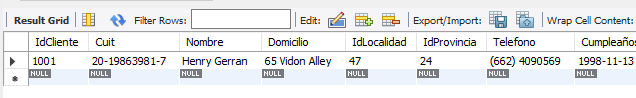 Result Grid Filter Rows: Edit: Export/Import: Wrap Cell Content:
IdCliente Cuit Nombre Domicilio IdLocalidad IdProvincia Telefono Cumpleaños
1001 20-19863981-7 Henry Gerran 65 Vidon Alley 47 24 (662) 4090569 1998-11-13
NULL NULL NULL NULL NULL NULL NULL NULL